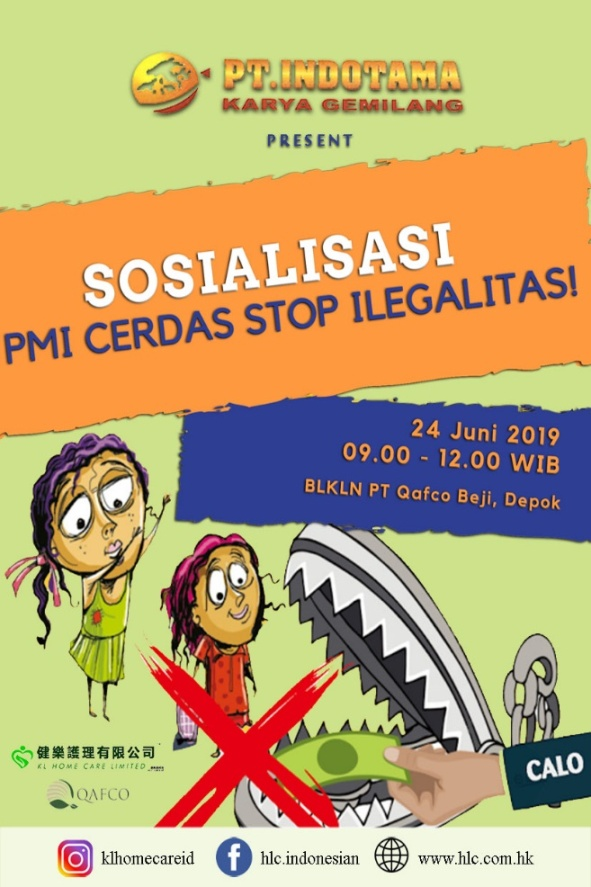 PT.INDOTAMA
KARYA GEMILANG
PRESENT
SOSIALISASI
PMI CERDAS STOP ILEGALITAS!
24 Juni 2019
09.00 - 12.00 WIB
BLKLN PT Qafco Beji, Depok
CALO
健樂護理有限公司
KL HOME CARE LIMITED
QAFCO
klhomecareid
hlc.indonesian
www.hlc.com.hk